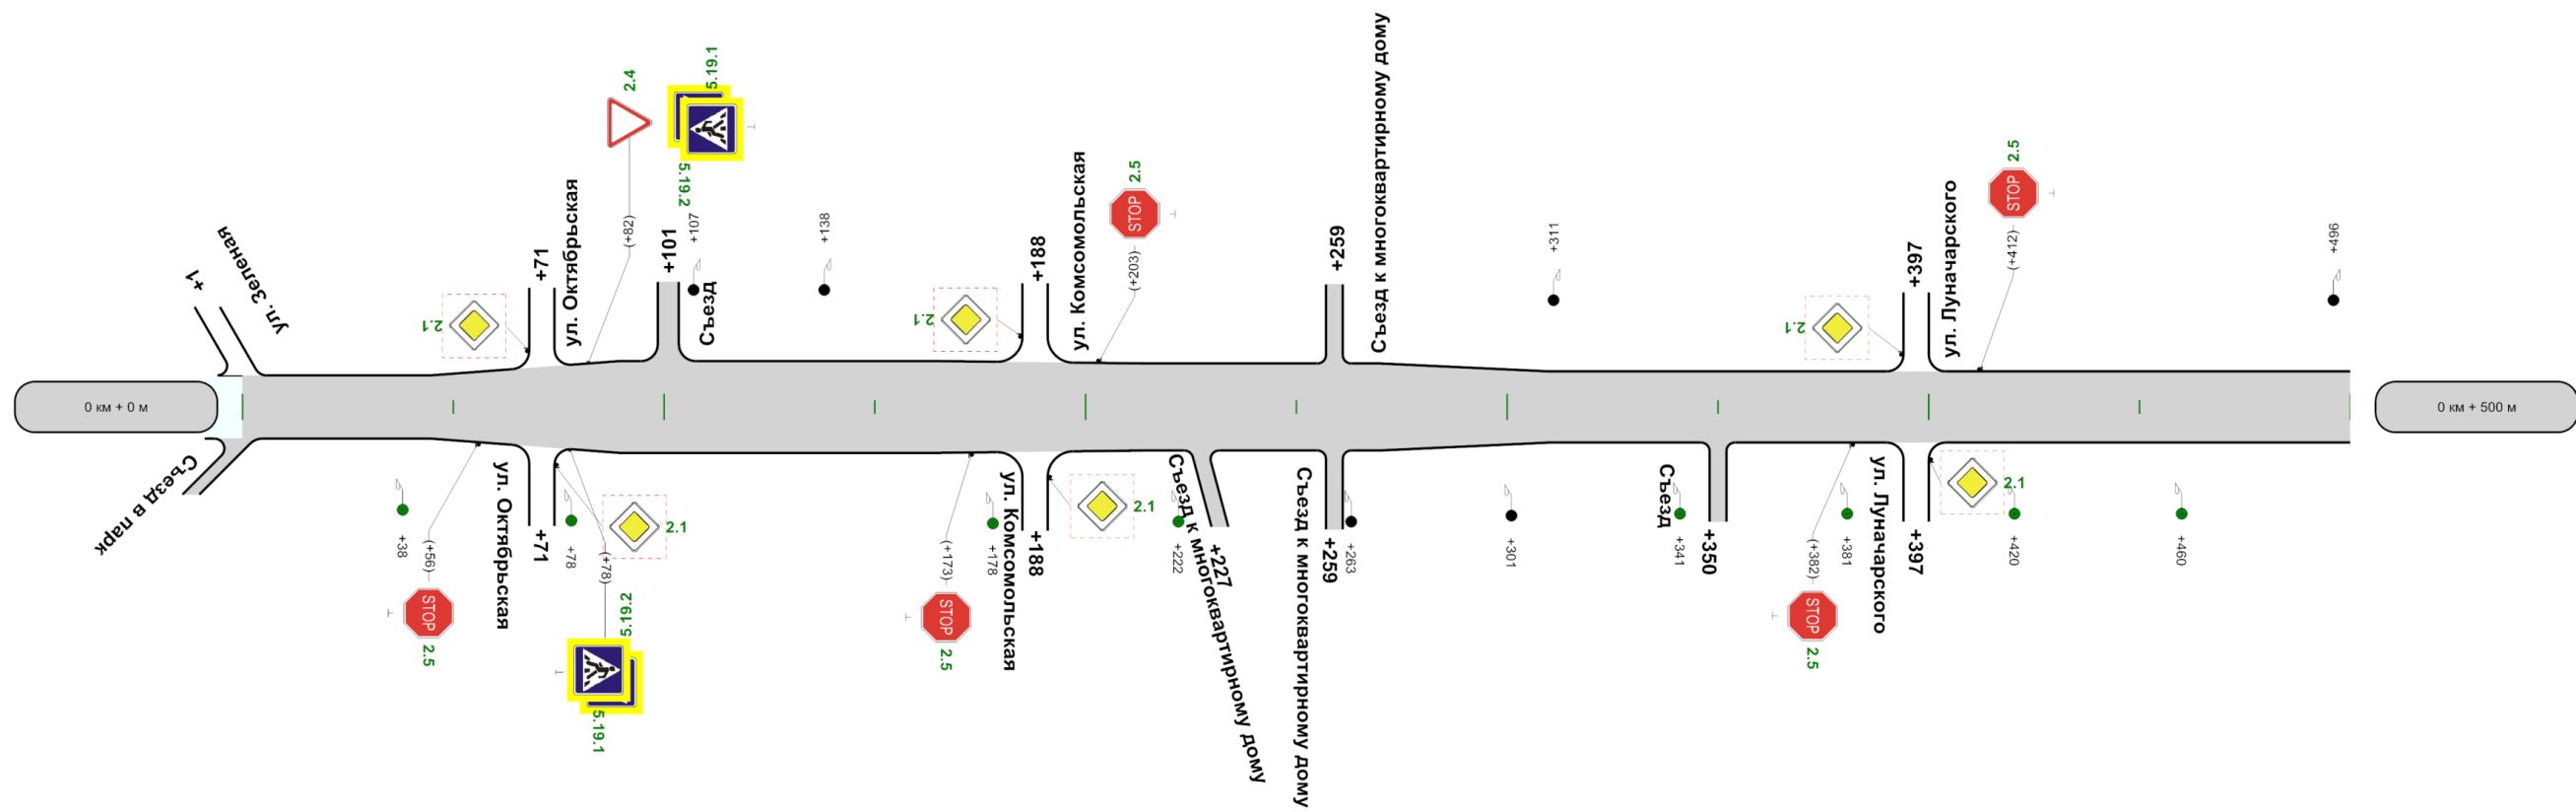 0 км + 0 м
+1
ул. Зеленая
Съезд в парк
2.1
+71
ул. Октябрьская
2.4
(+82)
5.19.1
5.19.2
+101
Съезд
+107
+138
2.1
+188
ул. Комсомольская
2.5
STOP
(+203)
+259
Съезд к многоквартирному дому
+311
2.1
+397
ул. Луначарского
2.5
STOP
(+412)
+496
0 км + 500 м
+38
(+56)
STOP
2.5
ул. Октябрьская
+71
+78
(+78)
2.1
5.19.2
5.19.1
(+173)
STOP
2.5
+178
ул. Комсомольская
+188
2.1
+222
Съезд к многоквартирному дому
+227
Съезд к многоквартирному дому
+259
+263
+301
Съезд
+341
+350
(+382)
STOP
2.5
+381
ул. Луначарского
+397
2.1
+420
+460